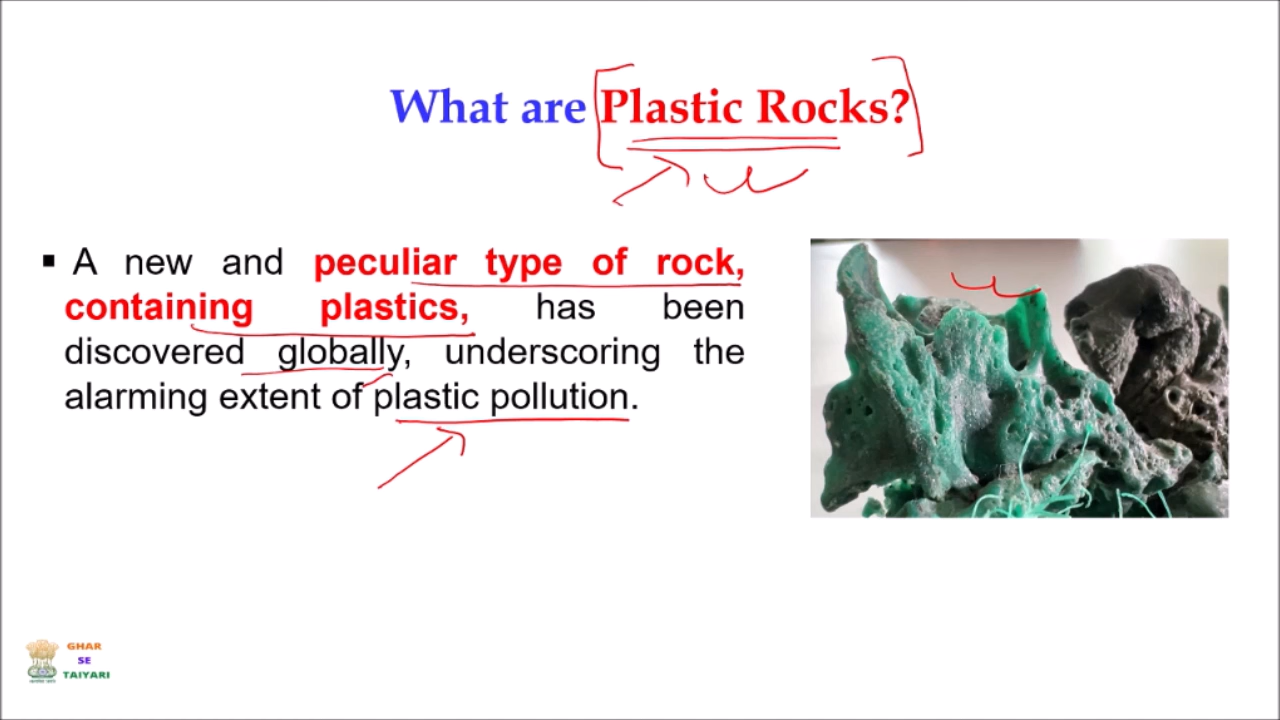 What are Plastic Rocks?
▪ A new and peculiar type of rock,
containing plastics, has been
discovered globally, underscoring the
alarming extent of plastic pollution.
GHAR
SE
TAIYARI